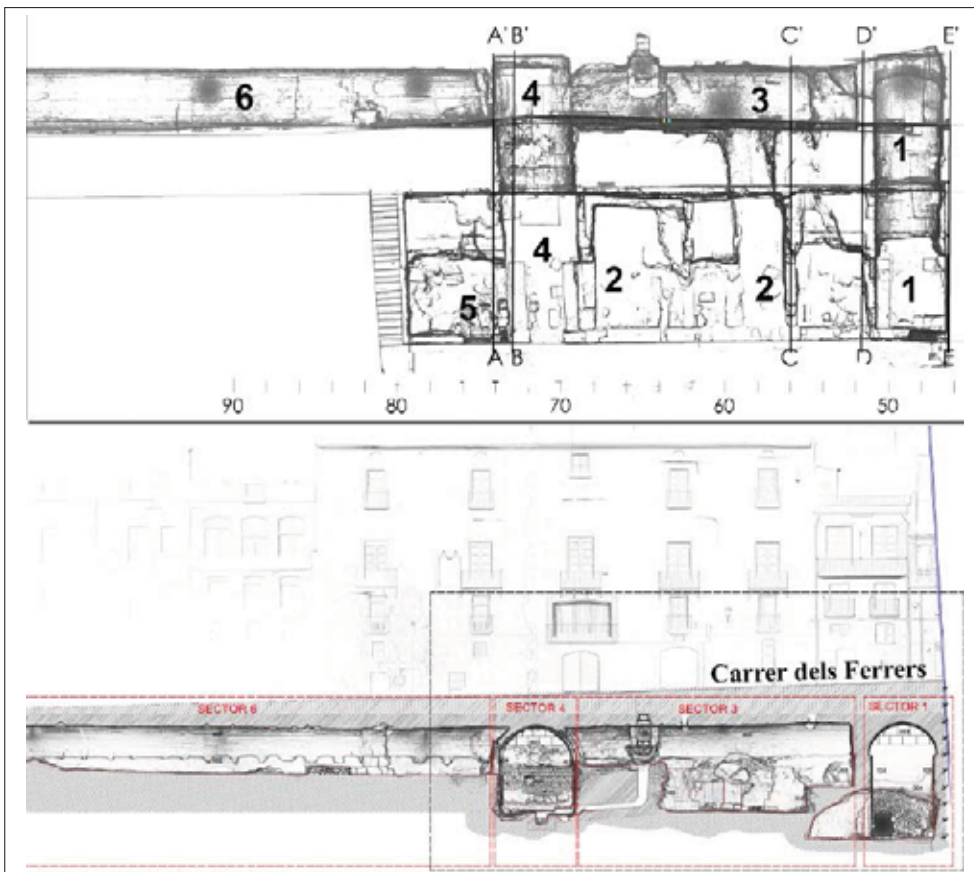 A' B' C' D' E'
6 4 3
1
4
2 2 1
5
A B C D E
90 80 70 60 50
Carrer dels Ferrers
SECTOR 6 SECTOR 4 SECTOR 3 SECTOR 1